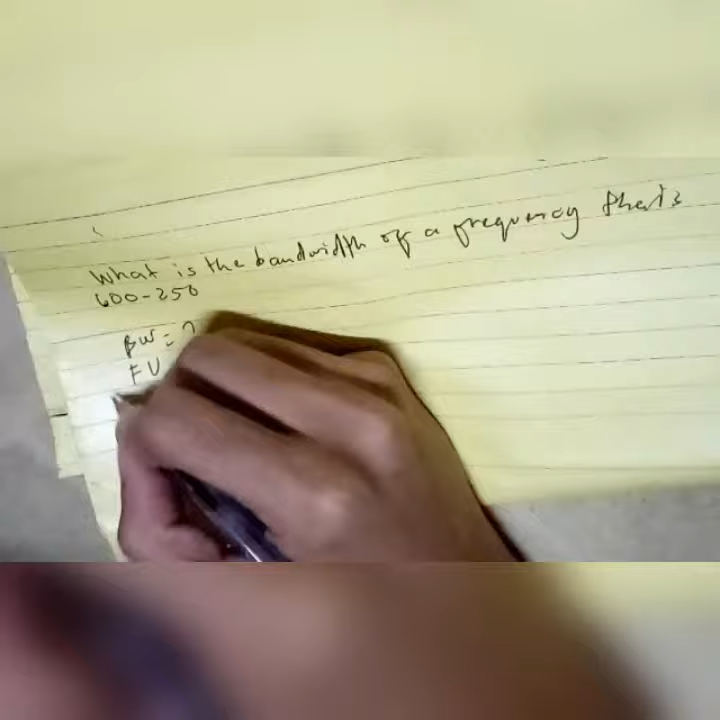 What is the bandwidth of a frequency that's
600-250
BW = ?
FU